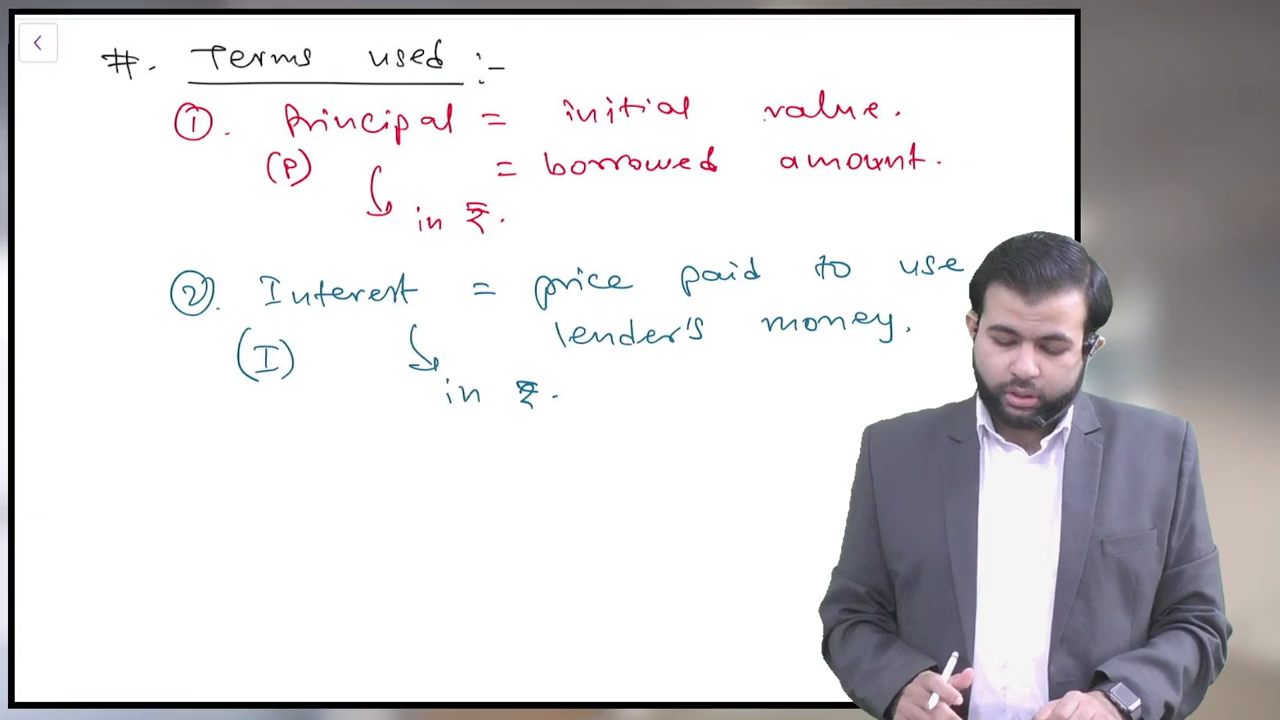 #. Terms used :-
①. Principal = initial value.
(P) = borrowed amount.
in ₹.
②. Interest = price paid to use
lender's money.
(I)
in ₹.